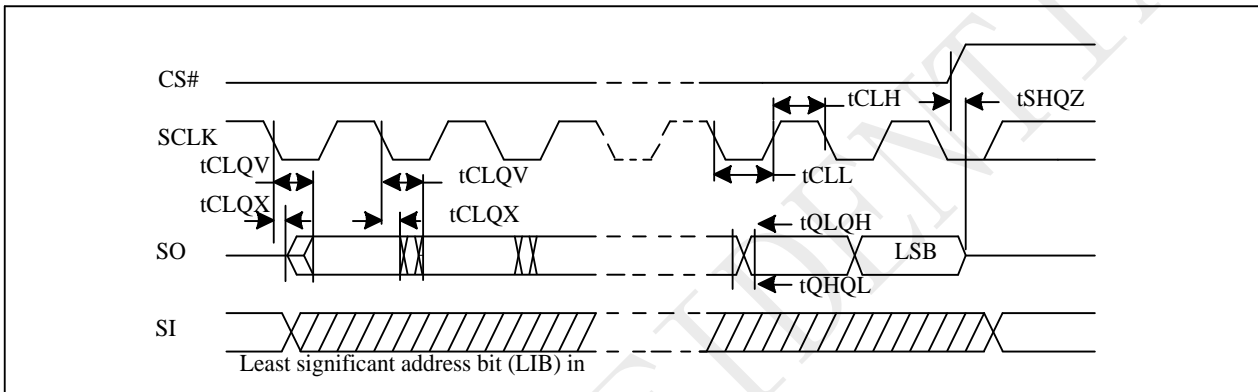 CS#
tCLH
tSHQZ
SCLK
tCLQV
tCLQV
tCLL
tCLQX
tCLQX
tQLQH
SO
LSB
tQHQL
SI
Least significant address bit (LIB) in